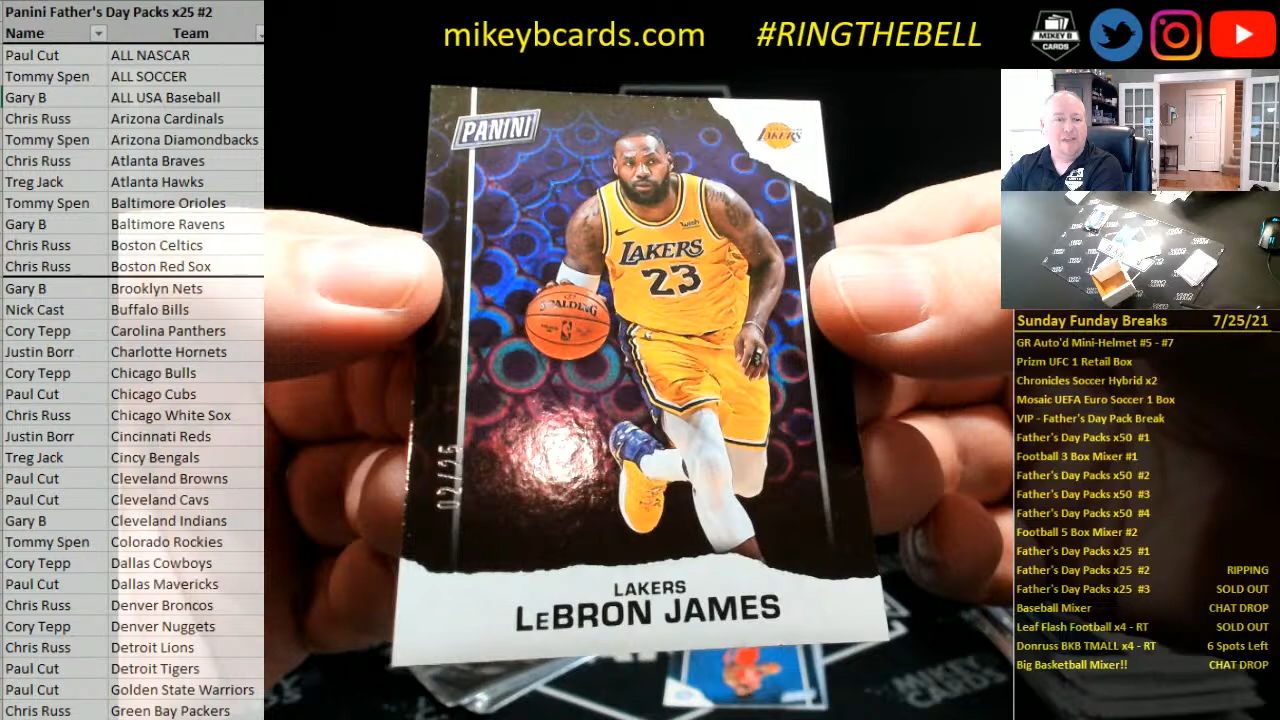 Panini Father's Day Packs x25 #2
Name Team
Paul Cut ALL NASCAR
Tommy Spen ALL SOCCER
Gary B ALL USA Baseball
Chris Russ Arizona Cardinals
Tommy Spen Arizona Diamondbacks
Chris Russ Atlanta Braves
Treg Jack Atlanta Hawks
Tommy Spen Baltimore Orioles
Gary B Baltimore Ravens
Chris Russ Boston Celtics
Chris Russ Boston Red Sox
Gary B Brooklyn Nets
Nick Cast Buffalo Bills
Cory Tepp Carolina Panthers
Justin Borr Charlotte Hornets
Cory Tepp Chicago Bulls
Paul Cut Chicago Cubs
Chris Russ Chicago White Sox
Justin Borr Cincinnati Reds
Treg Jack Cincy Bengals
Paul Cut Cleveland Browns
Paul Cut Cleveland Cavs
Gary B Cleveland Indians
Tommy Spen Colorado Rockies
Cory Tepp Dallas Cowboys
Paul Cut Dallas Mavericks
Chris Russ Denver Broncos
Cory Tepp Denver Nuggets
Chris Russ Detroit Lions
Paul Cut Detroit Tigers
Paul Cut Golden State Warriors
Chris Russ Green Bay Packers
mikeybcards.com #RINGTHEBELL
MIKEY B
CARDS
PANINI
LAKERS
wish
LAKERS
23
SPALDING
02/25
LAKERS
LeBRON JAMES
MIKEY
CARDS
Sunday Funday Breaks 7/25/21
GR Auto'd Mini-Helmet #5 - #7
Prizm UFC 1 Retail Box
Chronicles Soccer Hybrid x2
Mosaic UEFA Euro Soccer 1 Box
VIP - Father's Day Pack Break
Father's Day Packs x50 #1
Football 3 Box Mixer #1
Father's Day Packs x50 #2
Father's Day Packs x50 #3
Father's Day Packs x50 #4
Football 5 Box Mixer #2
Father's Day Packs x25 #1
Father's Day Packs x25 #2 RIPPING
Father's Day Packs x25 #3 SOLD OUT
Baseball Mixer CHAT DROP
Leaf Flash Football x4 - RT SOLD OUT
Donruss BKB TMALL x4 - RT 6 Spots Left
Big Basketball Mixer!! CHAT DROP